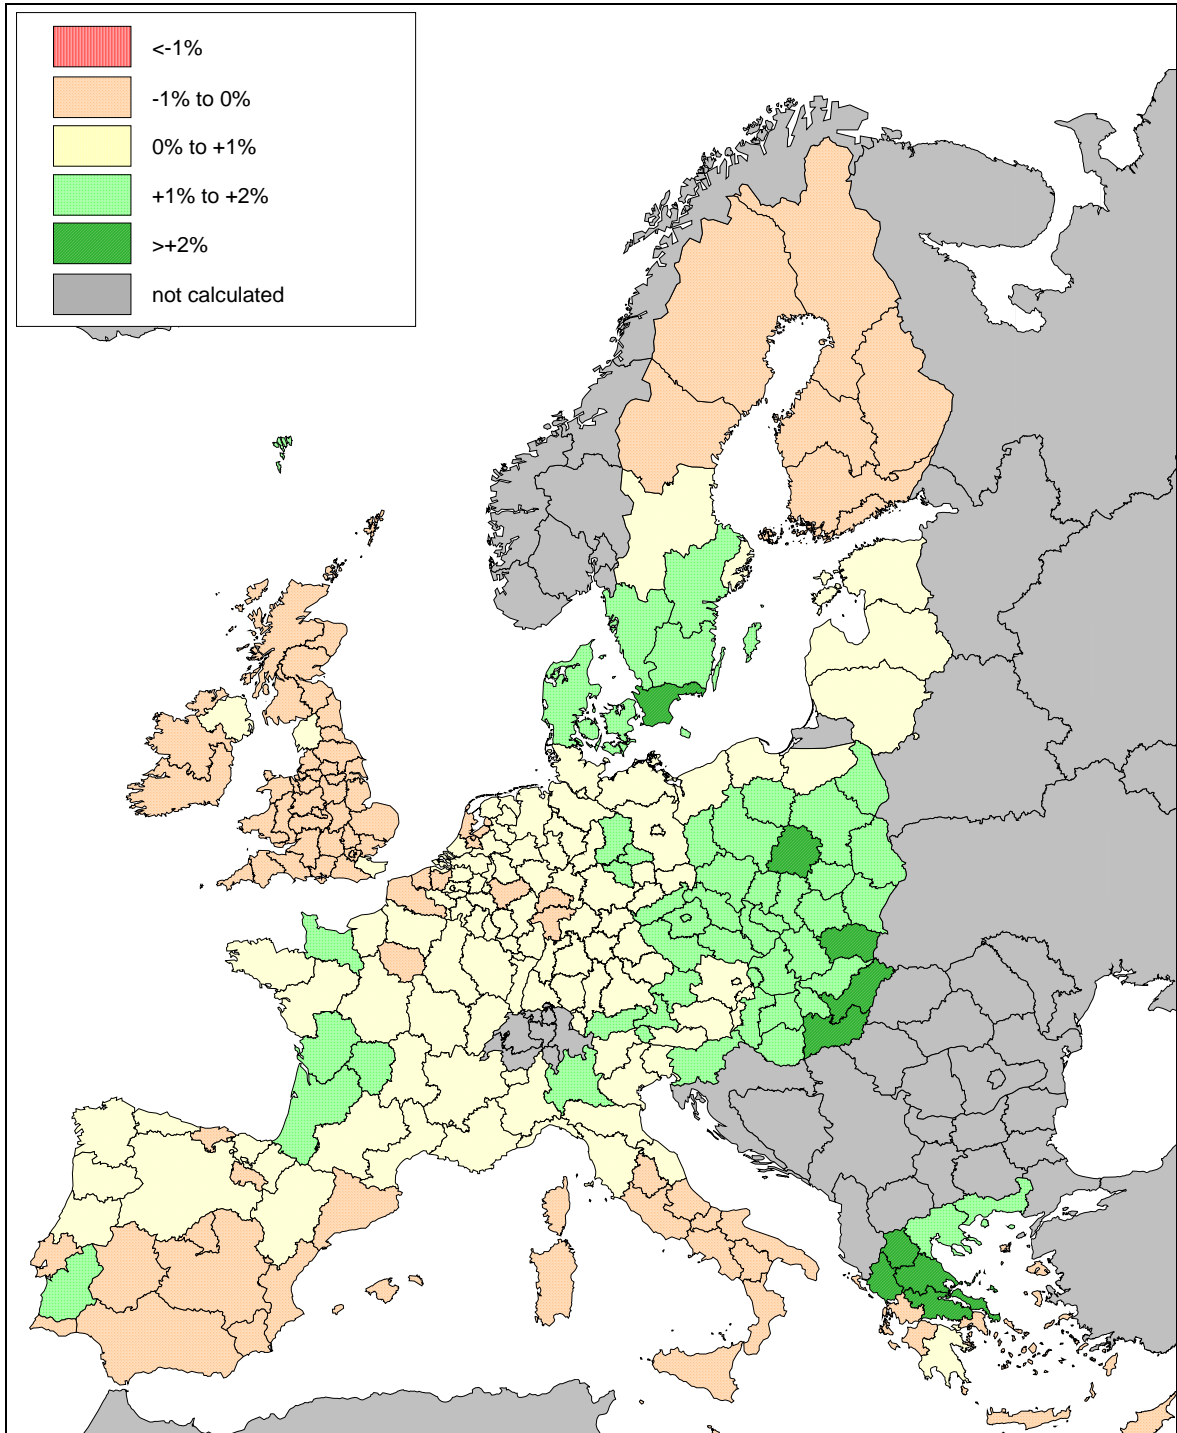 <-1%
-1% to 0%
0% to +1%
+1% to +2%
>+2%
not calculated